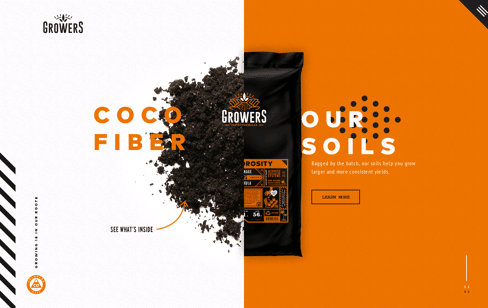 GROWERS
COCO
FIBER
GROWERS
OROSITY
OUR
SOILS
Bagged by the batch, our soils help you grow
larger and more consistent yields.
LEARN MORE
SEE WHAT'S INSIDE
GROWING IS IN OUR ROOTS